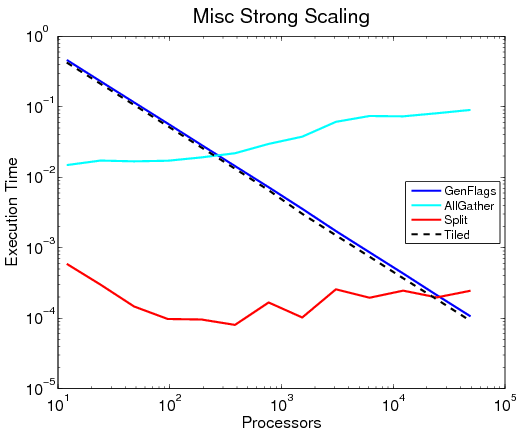 Misc Strong Scaling
Execution Time
10^0
10^-1
10^-2
10^-3
10^-4
10^-5
GenFlags
AllGather
Split
Tiled
10^1 10^2 10^3 10^4 10^5
Processors